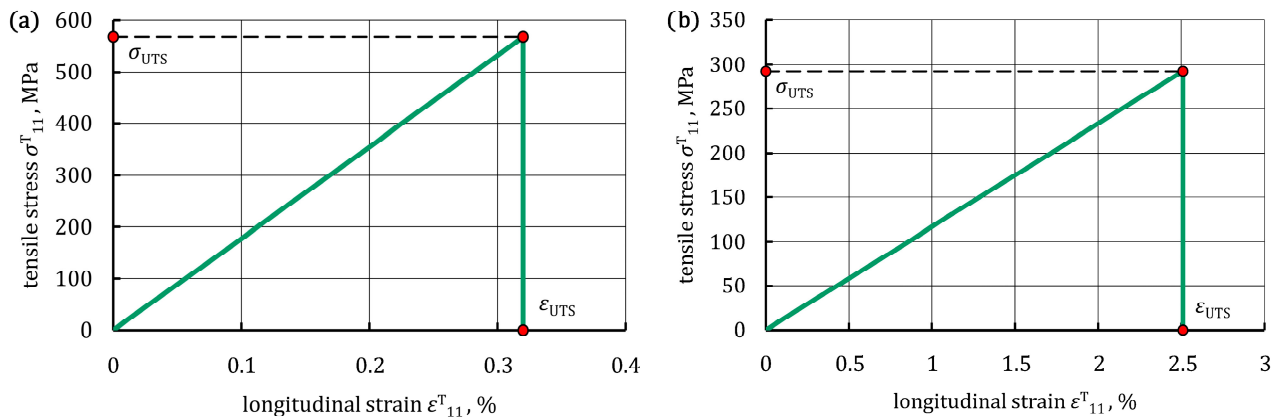 (a)
600
500
400
300
200
100
0
tensile stress σᵀ₁₁, MPa
σUTS
εUTS
0 0.1 0.2 0.3 0.4
longitudinal strain εᵀ₁₁, %
(b)
350
300
250
200
150
100
50
0
tensile stress σᵀ₁₁, MPa
σUTS
εUTS
0 0.5 1 1.5 2 2.5 3
longitudinal strain εᵀ₁₁, %